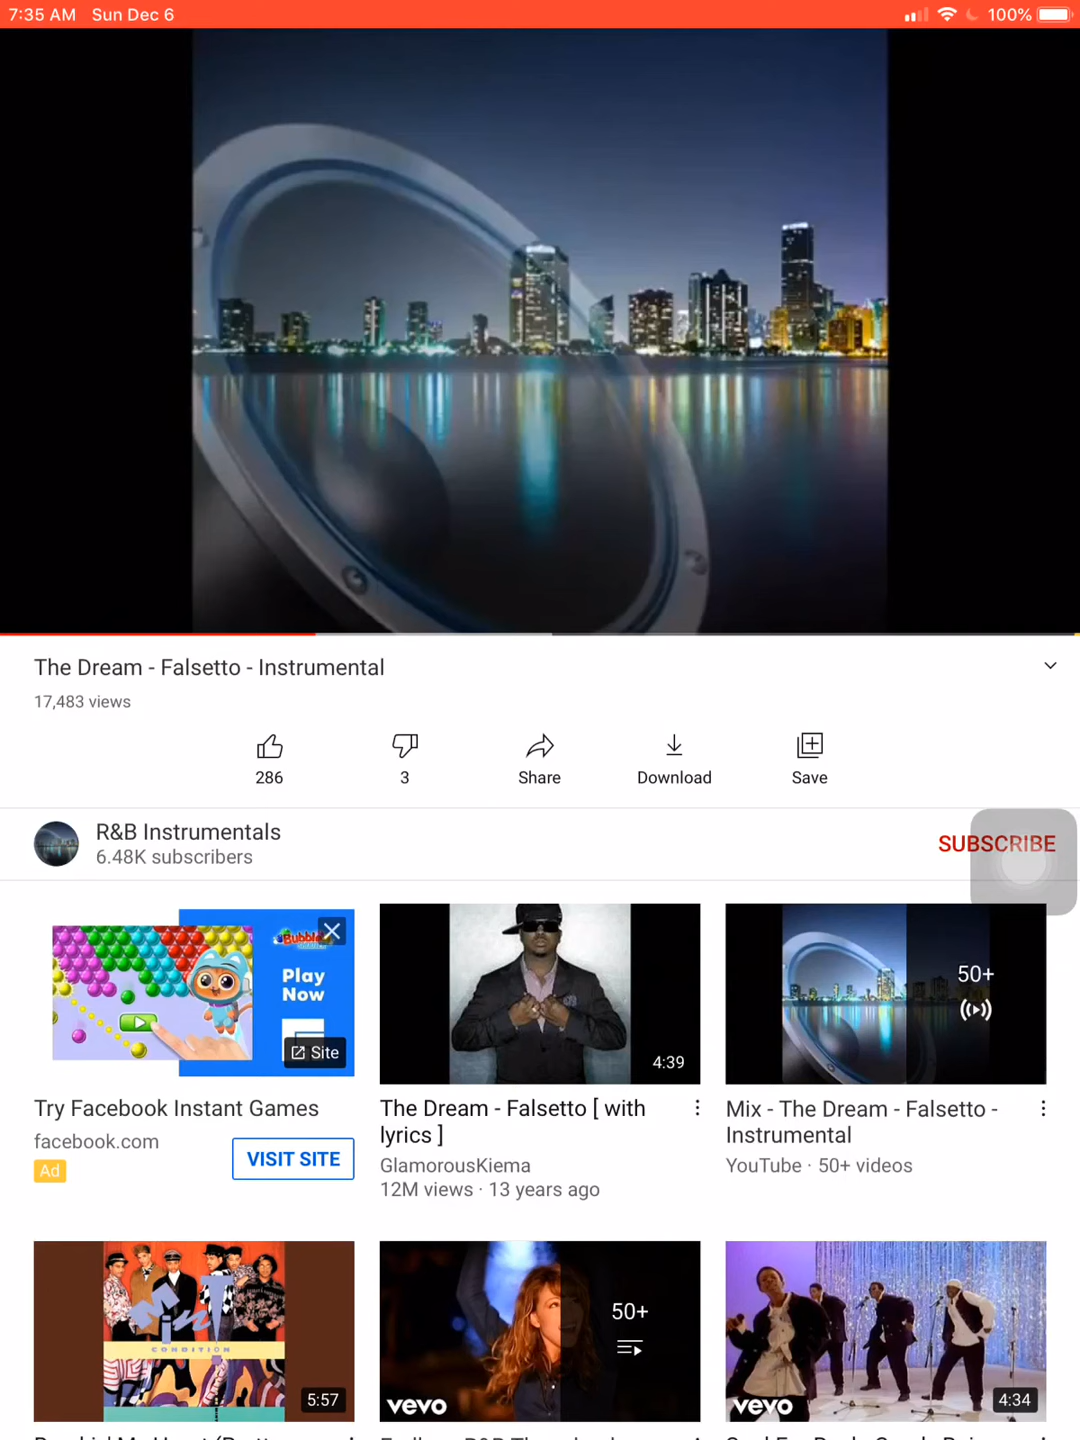 7:35 AM Sun Dec 6
100%
The Dream - Falsetto - Instrumental
17,483 views
286
3
Share
Download
Save
R&B Instrumentals
6.48K subscribers
SUBSCRIBE
Bubble
Play
Now
Site
Try Facebook Instant Games
facebook.com
Ad
VISIT SITE
4:39
The Dream - Falsetto [ with
lyrics ]
GlamorousKiema
12M views · 13 years ago
50+
Mix - The Dream - Falsetto -
Instrumental
YouTube · 50+ videos
MinT
CONDITION
5:57
50+
vevo
vevo
4:34